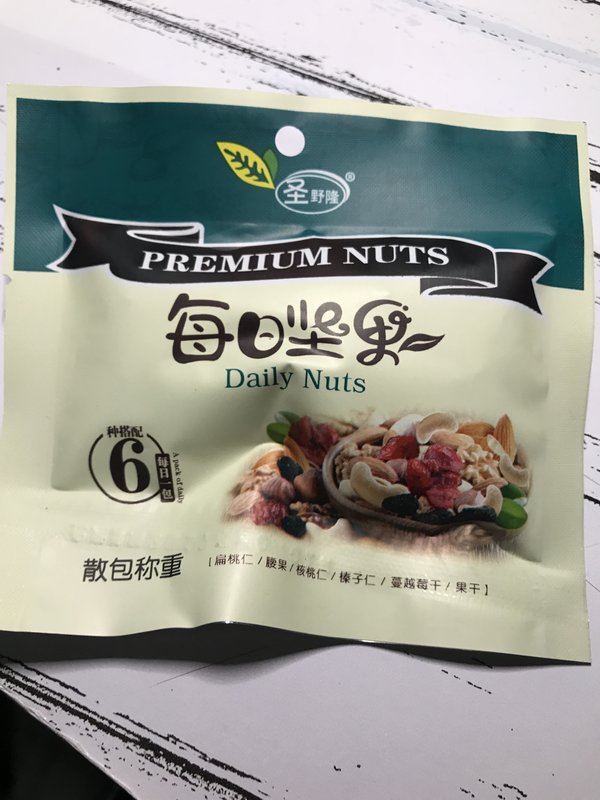 圣野隆®
PREMIUM NUTS
每日坚果
Daily Nuts
种搭配
6
每日一包
A pack of daily
散包称重
[扁桃仁/腰果/核桃仁/榛子仁/蔓越莓干/果干]